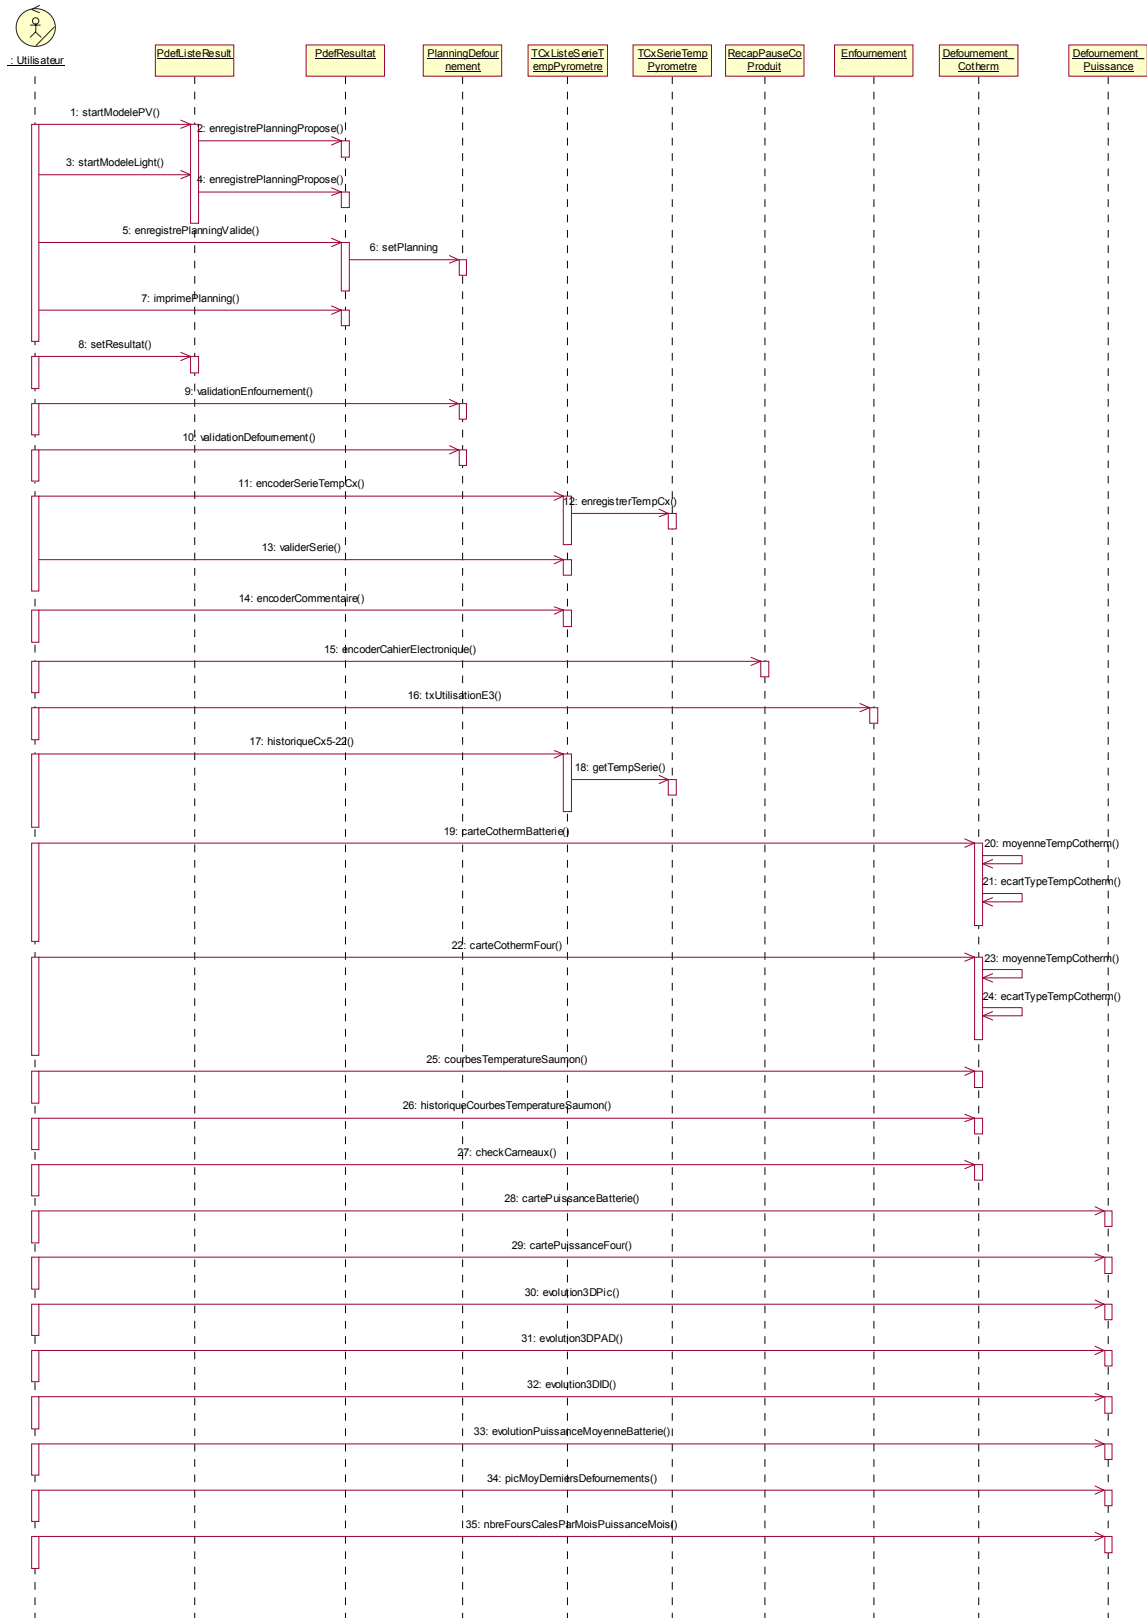 : Utilisateur
PdefListeResult
PdefResultat
PlanningDefour
nement
TCxListeSerieT
empPyrometre
TCxSerieTemp
Pyrometre
RecapPauseCo
Produit
Enfournement
Defournement_
Cotherm
Defournement_
Puissance
1: startModelePV()
2: enregistrePlanningPropose()
3: startModeleLight()
4: enregistrePlanningPropose()
5: enregistrePlanningValide()
6: setPlanning
7: imprimePlanning()
8: setResultat()
9: validationEnfournement()
10: validationDefournement()
11: encoderSerieTempCx()
12: enregistrerTempCx()
13: validerSerie()
14: encoderCommentaire()
15: encoderCahierElectronique()
16: txUtilisationE3()
17: historiqueCx5-22()
18: getTempSerie()
19: carteCothermBatterie()
20: moyenneTempCotherm()
21: ecartTypeTempCotherm()
22: carteCothermFour()
23: moyenneTempCotherm()
24: ecartTypeTempCotherm()
25: courbesTemperatureSaumon()
26: historiqueCourbesTemperatureSaumon()
27: checkCarneaux()
28: cartePuissanceBatterie()
29: cartePuissanceFour()
30: evolution3DPic()
31: evolution3DPAD()
32: evolution3DID()
33: evolutionPuissanceMoyenneBatterie()
34: picMoyDerniersDefournements()
35: nbreFoursCalesParMoisPuissanceMois()